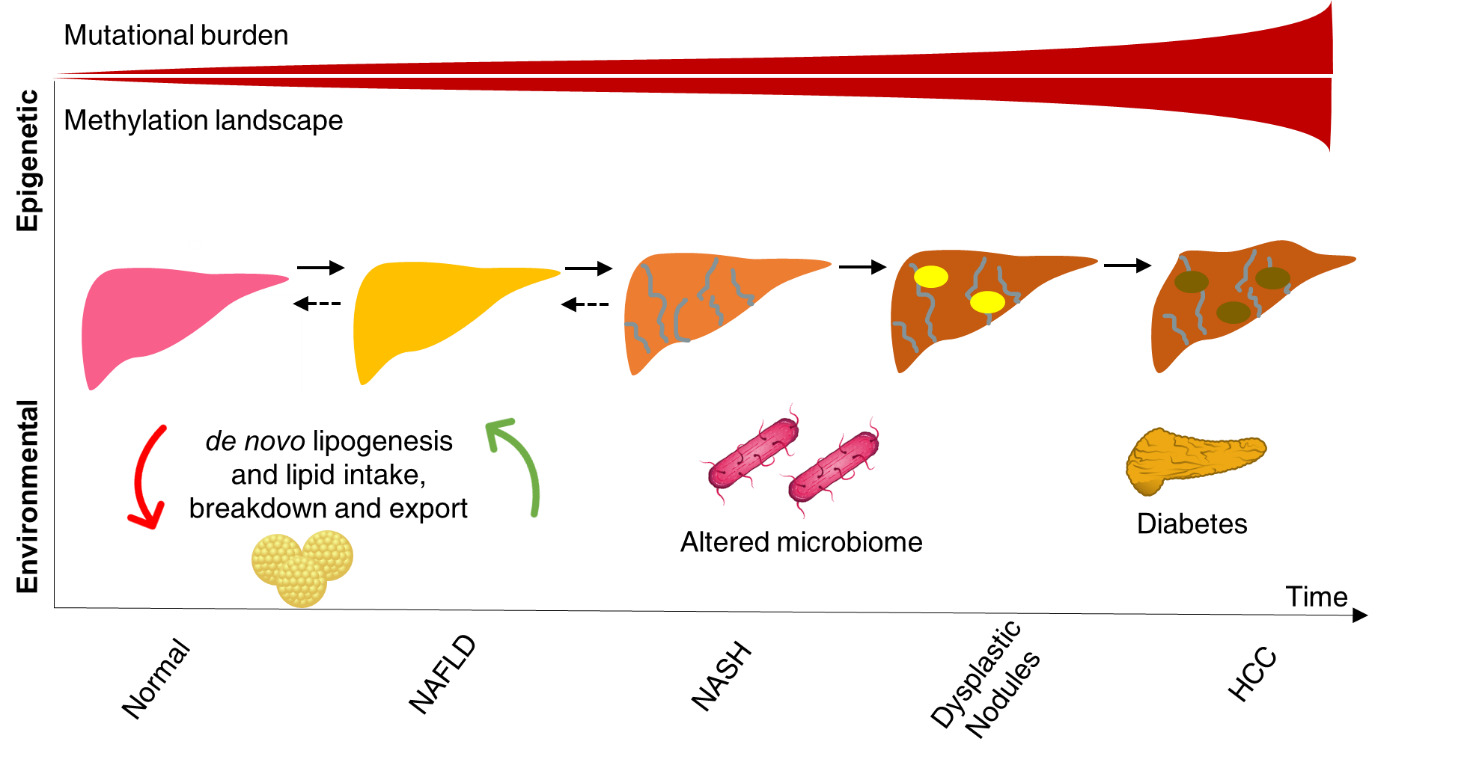 Mutational burden
Methylation landscape
Epigenetic
Environmental
de novo lipogenesis
and lipid intake,
breakdown and export
Altered microbiome
Diabetes
Time
Normal
NAFLD
NASH
Dysplastic
Nodules
HCC